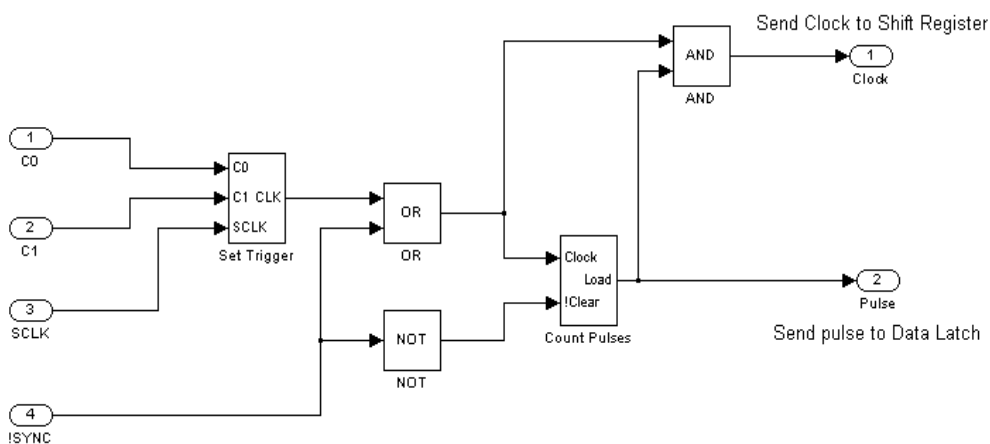 Send Clock to Shift Register
AND
1
Clock
AND
1
C0
C0
C1 CLK
SCLK
Set Trigger
2
C1
OR
OR
Clock
Load
!Clear
Count Pulses
2
Pulse
Send pulse to Data Latch
3
SCLK
NOT
NOT
4
!SYNC